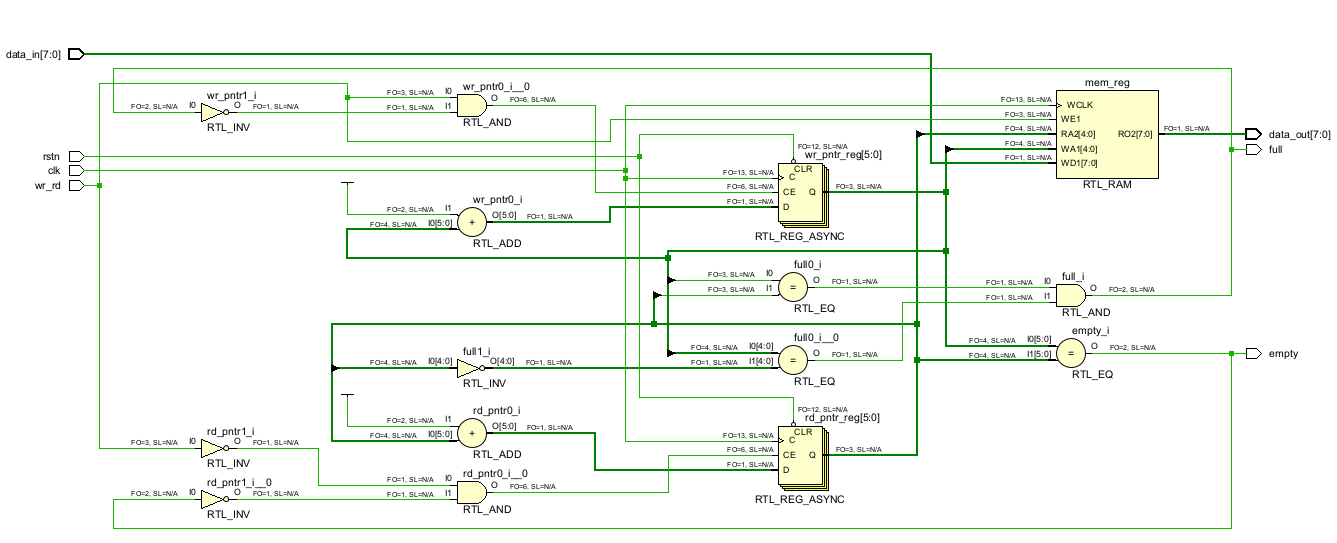 data_in[7:0]
mem_reg
wr_pntr1_i
wr_pntr0_i__0
FO=2, SL=N/A I0 O FO=1, SL=N/A
FO=3, SL=N/A I0
O FO=6, SL=N/A
FO=1, SL=N/A I1
RTL_INV
RTL_AND
FO=13, SL=N/A WCLK
FO=3, SL=N/A WE1
FO=4, SL=N/A RA2[4:0] RO2[7:0] FO=1, SL=N/A data_out[7:0]
FO=4, SL=N/A WA1[4:0] full
FO=1, SL=N/A WD1[7:0]
RTL_RAM
rstn
clk
wr_rd
FO=12, SL=N/A
wr_pntr_reg[5:0]
CLR
FO=13, SL=N/A C
FO=6, SL=N/A CE Q FO=3, SL=N/A
FO=1, SL=N/A D
RTL_REG_ASYNC
wr_pntr0_i
FO=2, SL=N/A I1
+ O[5:0] FO=1, SL=N/A
FO=4, SL=N/A I0[5:0]
RTL_ADD
full0_i
FO=3, SL=N/A I0
= O FO=1, SL=N/A
FO=3, SL=N/A I1
RTL_EQ
full_i
FO=1, SL=N/A I0
O FO=2, SL=N/A
FO=1, SL=N/A I1
RTL_AND
empty_i
FO=4, SL=N/A I0[5:0]
= O FO=2, SL=N/A empty
FO=4, SL=N/A I1[5:0]
RTL_EQ
full1_i
FO=4, SL=N/A I0[4:0] O[4:0] FO=1, SL=N/A
RTL_INV
full0_i__0
FO=4, SL=N/A I0[4:0]
= O FO=1, SL=N/A
FO=1, SL=N/A I1[4:0]
RTL_EQ
rd_pntr0_i
FO=2, SL=N/A I1
+ O[5:0] FO=1, SL=N/A
FO=4, SL=N/A I0[5:0]
RTL_ADD
FO=12, SL=N/A
rd_pntr_reg[5:0]
CLR
FO=13, SL=N/A C
FO=6, SL=N/A CE Q FO=3, SL=N/A
FO=1, SL=N/A D
RTL_REG_ASYNC
rd_pntr1_i
FO=3, SL=N/A I0 O FO=1, SL=N/A
RTL_INV
rd_pntr1_i__0
FO=2, SL=N/A I0 O FO=1, SL=N/A
RTL_INV
rd_pntr0_i__0
FO=1, SL=N/A I0
O FO=6, SL=N/A
FO=1, SL=N/A I1
RTL_AND